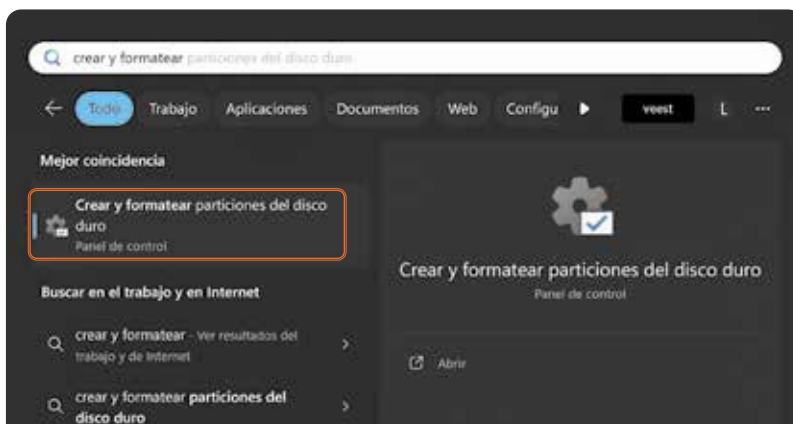 crear y formatear particiones del disco duro
Todo Trabajo Aplicaciones Documentos Web Configu veest L ...
Mejor coincidencia
Crear y formatear particiones del disco
duro
Panel de control
Buscar en el trabajo y en Internet
crear y formatear - Ver resultados del
trabajo y de Internet
crear y formatear particiones del
disco duro
Crear y formatear particiones del disco duro
Panel de control
Abrir